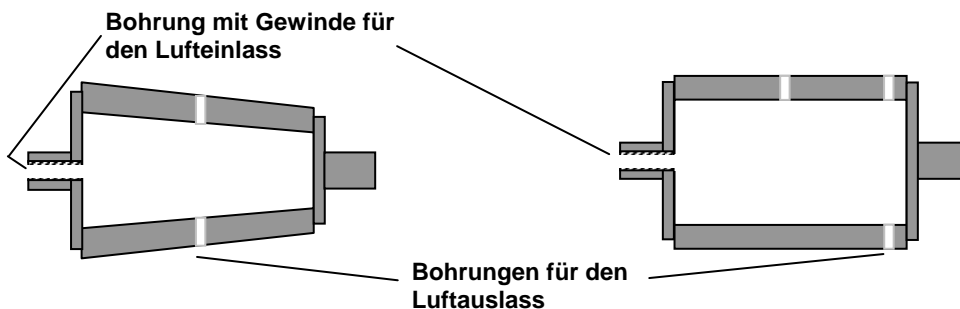 Bohrung mit Gewinde für
den Lufteinlass
Bohrungen für den
Luftauslass